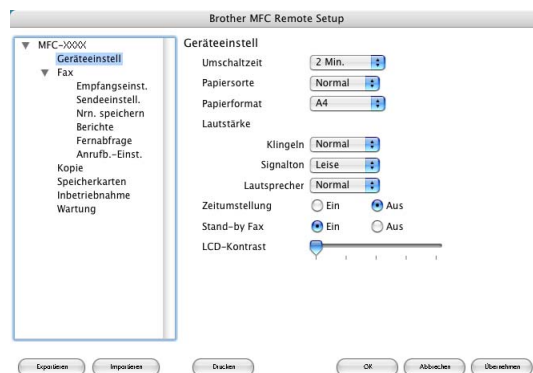 Brother MFC Remote Setup
MFC-XXXX
Geräteeinstell
Fax
Empfangseinst.
Sendeeinstell.
Nrn. speichern
Berichte
Fernabfrage
Anrufb.-Einst.
Kopie
Speicherkarten
Inbetriebnahme
Wartung
Geräteeinstell
Umschaltzeit 2 Min.
Papiersorte Normal
Papierformat A4
Lautstärke
Klingeln Normal
Signalton Leise
Lautsprecher Normal
Zeitumstellung Ein Aus
Stand-by Fax Ein Aus
LCD-Kontrast
Exportieren Importieren Drucken OK Abbrechen Übernehmen